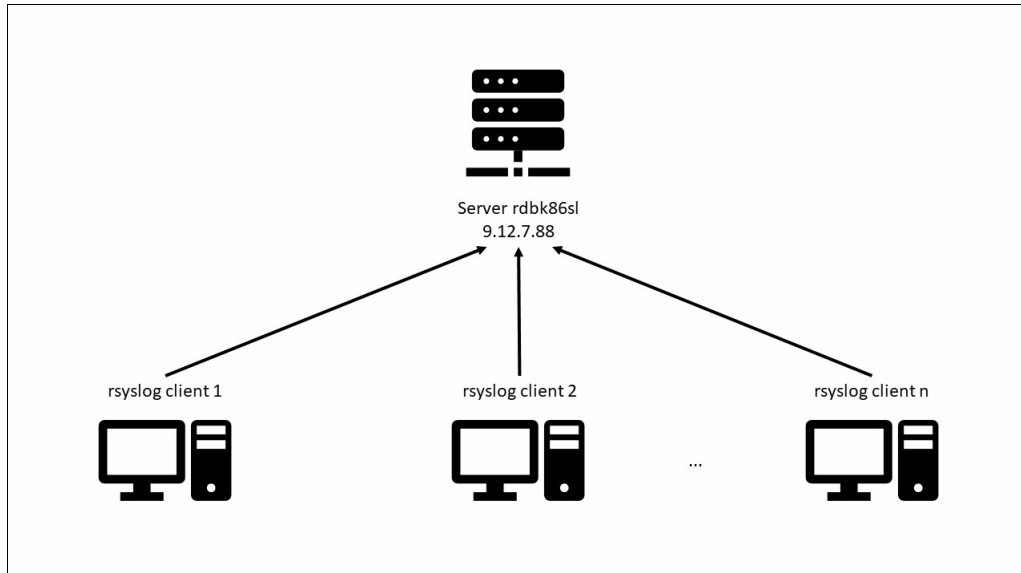 Server rdbk86sl
9.12.7.88
rsyslog client 1
rsyslog client 2
rsyslog client n
...